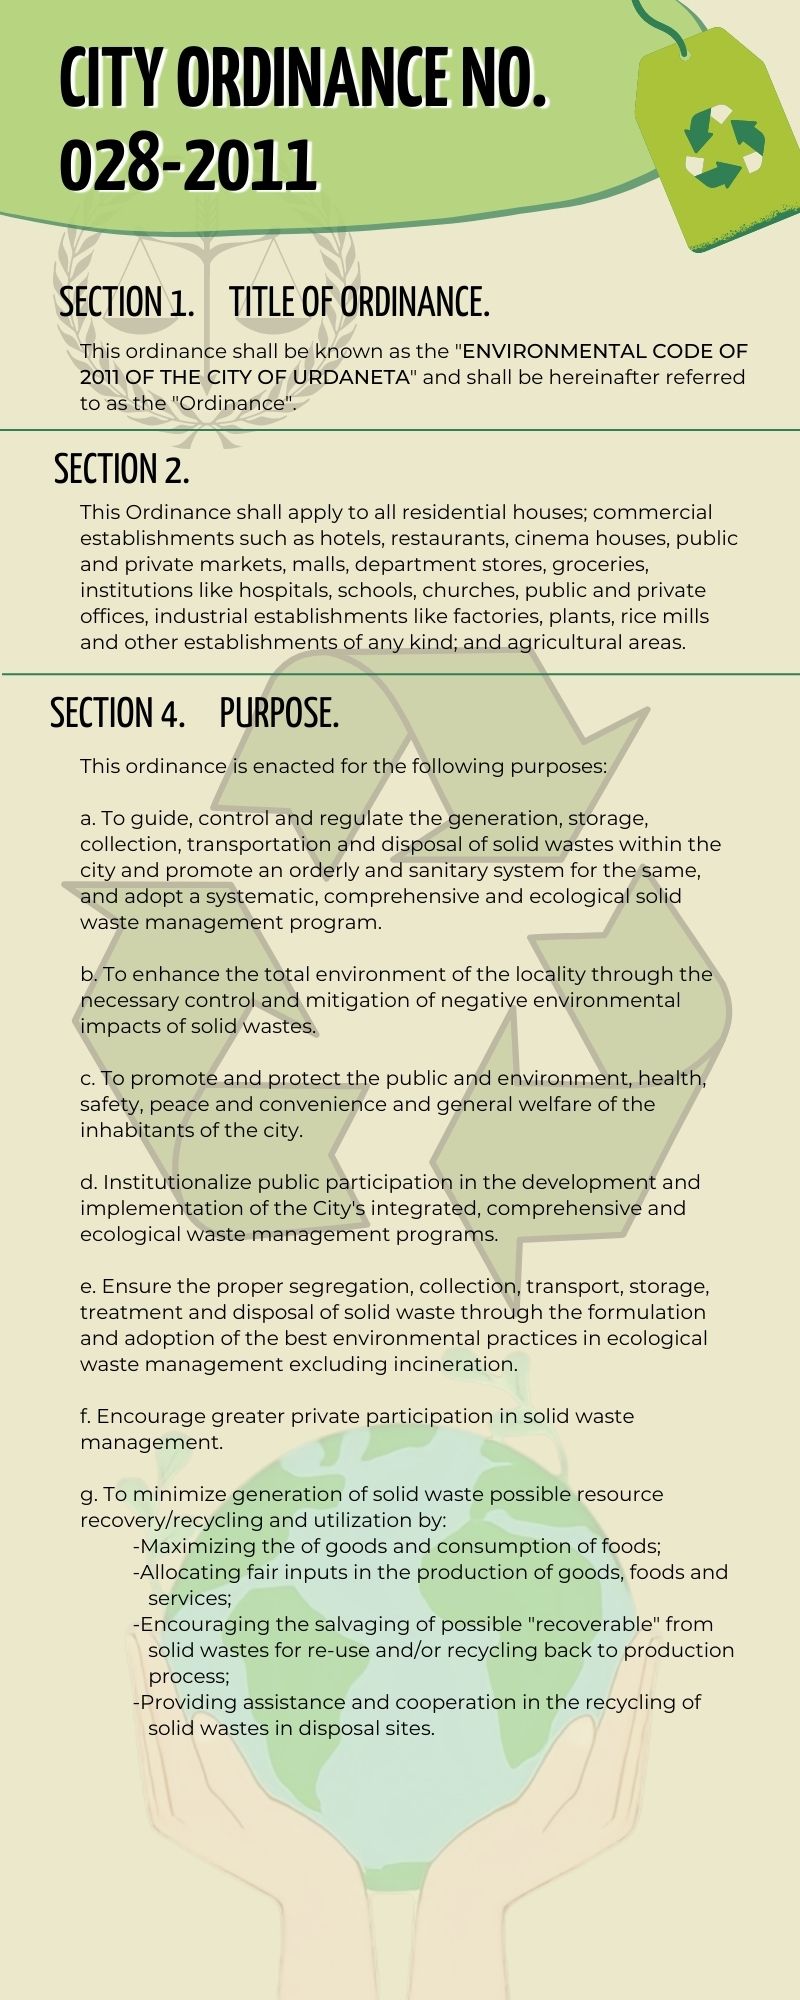 CITY ORDINANCE NO.
028-2011
SECTION 1. TITLE OF ORDINANCE.
This ordinance shall be known as the "ENVIRONMENTAL CODE OF
2011 OF THE CITY OF URDANETA" and shall be hereinafter referred
to as the "Ordinance".
SECTION 2.
This Ordinance shall apply to all residential houses; commercial
establishments such as hotels, restaurants, cinema houses, public
and private markets, malls, department stores, groceries,
institutions like hospitals, schools, churches, public and private
offices, industrial establishments like factories, plants, rice mills
and other establishments of any kind; and agricultural areas.
SECTION 4. PURPOSE.
This ordinance is enacted for the following purposes:
a. To guide, control and regulate the generation, storage,
collection, transportation and disposal of solid wastes within the
city and promote an orderly and sanitary system for the same,
and adopt a systematic, comprehensive and ecological solid
waste management program.
b. To enhance the total environment of the locality through the
necessary control and mitigation of negative environmental
impacts of solid wastes.
c. To promote and protect the public and environment, health,
safety, peace and convenience and general welfare of the
inhabitants of the city.
d. Institutionalize public participation in the development and
implementation of the City's integrated, comprehensive and
ecological waste management programs.
e. Ensure the proper segregation, collection, transport, storage,
treatment and disposal of solid waste through the formulation
and adoption of the best environmental practices in ecological
waste management excluding incineration.
f. Encourage greater private participation in solid waste
management.
g. To minimize generation of solid waste possible resource
recovery/recycling and utilization by:
-Maximizing the of goods and consumption of foods;
-Allocating fair inputs in the production of goods, foods and
services;
-Encouraging the salvaging of possible "recoverable" from
solid wastes for re-use and/or recycling back to production
process;
-Providing assistance and cooperation in the recycling of
solid wastes in disposal sites.